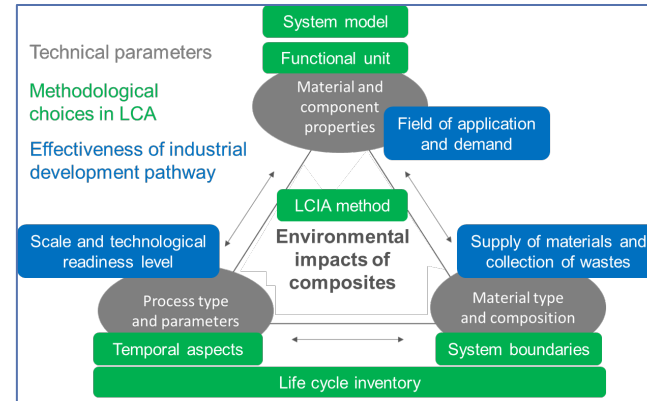 System model
Technical parameters
Functional unit
Methodological
choices in LCA
Material and
component
properties
Field of application
and demand
Effectiveness of industrial
development pathway
LCIA method
Scale and technological
readiness level
Environmental
impacts of
composites
Supply of materials and
collection of wastes
Process type
and parameters
Material type
and composition
Temporal aspects
System boundaries
Life cycle inventory